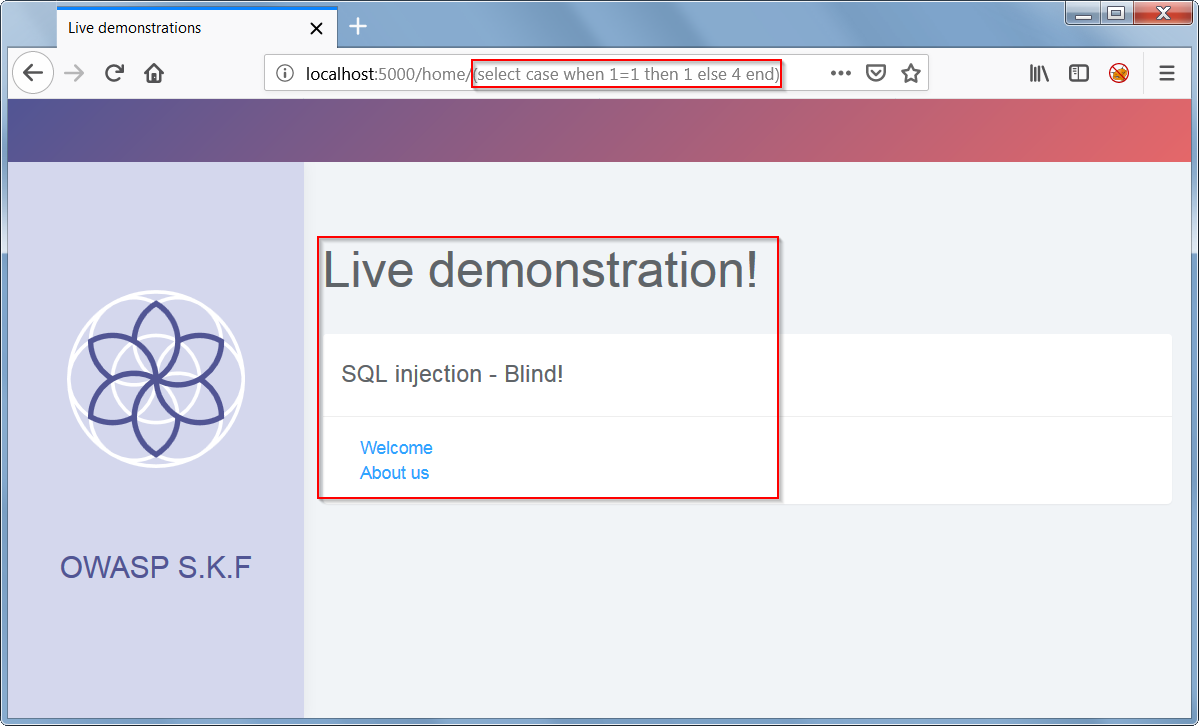 Live demonstrations
localhost:5000/home/(select case when 1=1 then 1 else 4 end)
Live demonstration!
SQL injection - Blind!
Welcome
About us
OWASP S.K.F